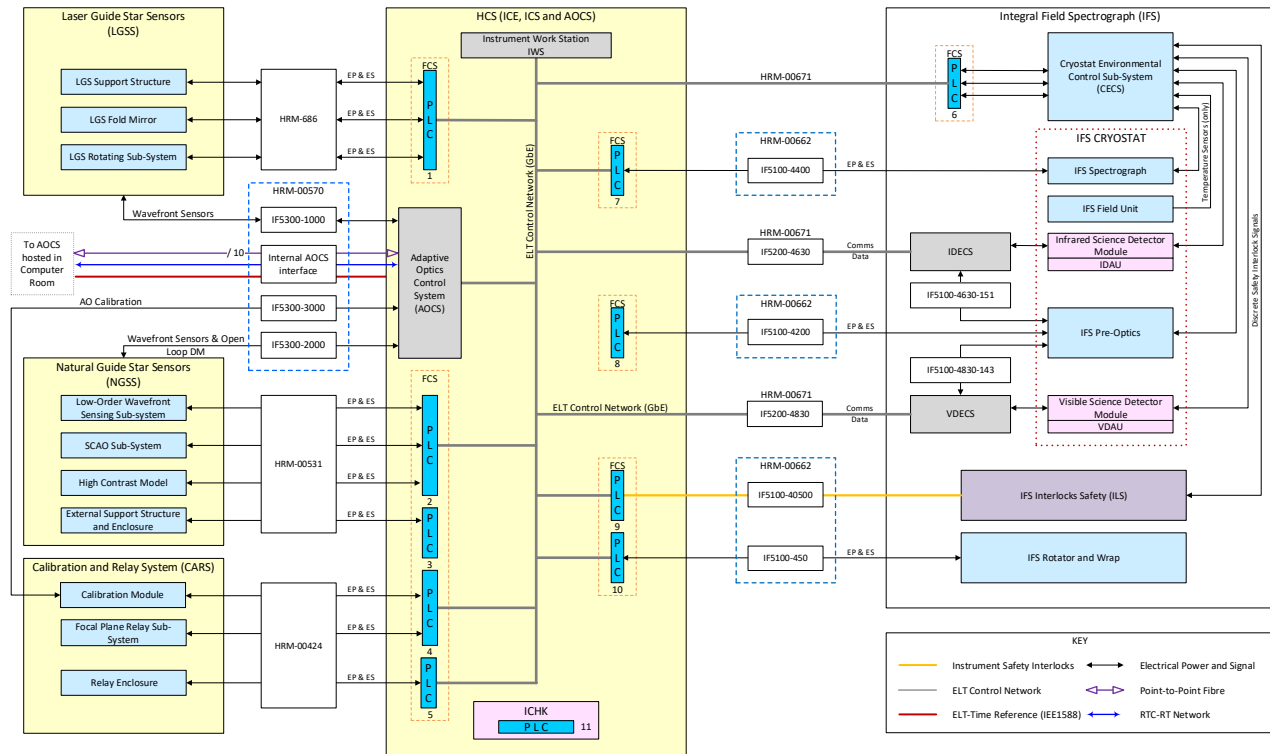 Laser Guide Star Sensors
(LGSS)
LGS Support Structure
LGS Fold Mirror
LGS Rotating Sub-System
HRM-686
EP & ES
EP & ES
EP & ES
Wavefront Sensors
HRM-00570
IF5300-1000
Internal AOCS
interface
IF5300-3000
IF5300-2000
/ 10
To AOCS
hosted in
Computer
Room
AO Calibration
Wavefront Sensors & Open
Loop DM
Natural Guide Star Sensors
(NGSS)
Low-Order Wavefront
Sensing Sub-system
SCAO Sub-System
High Contrast Model
External Support Structure
and Enclosure
HRM-00531
EP & ES
EP & ES
EP & ES
EP & ES
Calibration and Relay System (CARS)
Calibration Module
Focal Plane Relay Sub-
System
Relay Enclosure
HRM-00424
EP & ES
EP & ES
EP & ES
HCS (ICE, ICS and AOCS)
Instrument Work Station
IWS
FCS
P
L
C
1
Adaptive
Optics
Control
System
(AOCS)
FCS
P
L
C
2
P
L
C
3
P
L
C
4
P
L
C
5
ELT Control Network (GbE)
ELT Control Network (GbE)
FCS
P
L
C
7
FCS
P
L
C
8
FCS
P
L
C
9
P
L
C
10
ICHK
P L C
11
HRM-00671
HRM-00662
IF5100-4400
EP & ES
HRM-00671
IF5200-4630
Comms
Data
HRM-00662
IF5100-4200
EP & ES
HRM-00671
IF5200-4830
Comms
Data
HRM-00662
IF5100-40500
IF5100-450
EP & ES
Integral Field Spectrograph (IFS)
FCS
P
L
C
6
Cryostat Environmental
Control Sub-System
(CECS)
Temperature Sensors (only)
Discrete Safety Interlock Signals
IFS CRYOSTAT
IFS Spectrograph
IFS Field Unit
Infrared Science Detector
Module
IDAU
IDECS
IF5100-4630-151
IFS Pre-Optics
IF5100-4830-143
VDECS
Visible Science Detector
Module
VDAU
IFS Interlocks Safety (ILS)
IFS Rotator and Wrap
KEY
Instrument Safety Interlocks
Electrical Power and Signal
ELT Control Network
Point-to-Point Fibre
ELT-Time Reference (IEE1588)
RTC-RT Network